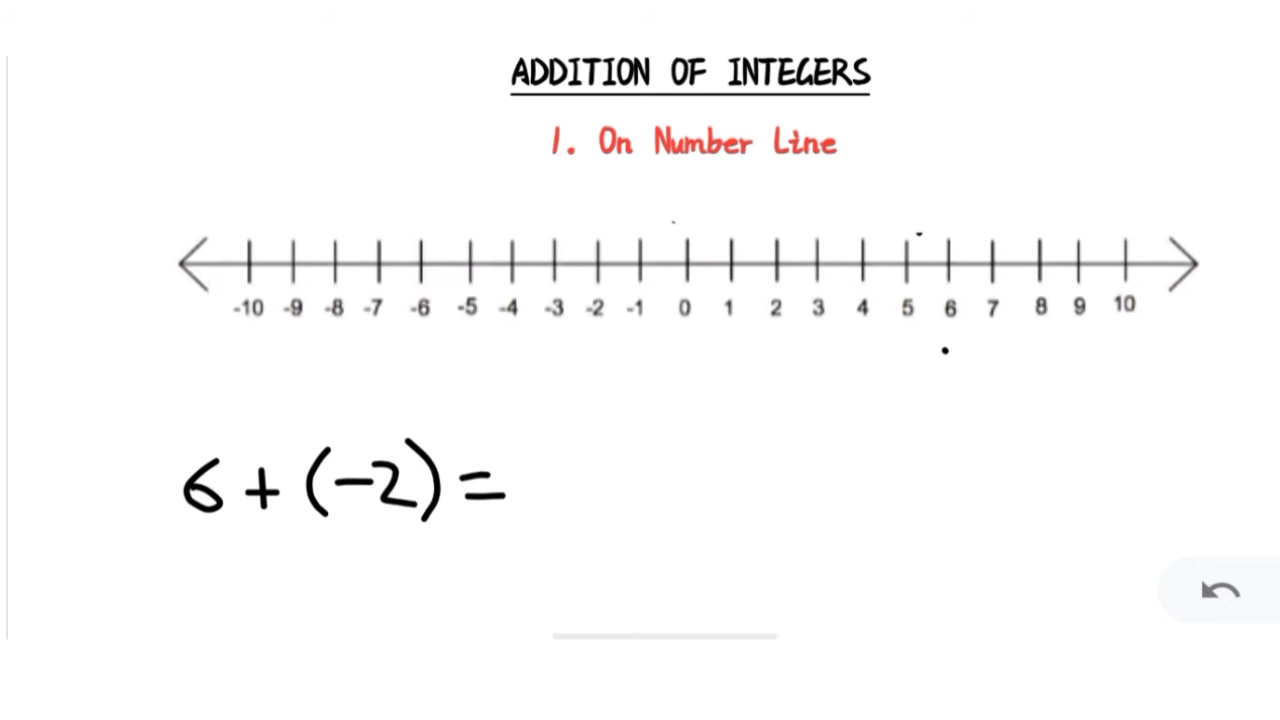 ADDITION OF INTEGERS
1. On Number Line
-10 -9 -8 -7 -6 -5 -4 -3 -2 -1 0 1 2 3 4 5 6 7 8 9 10
6 + (-2) =